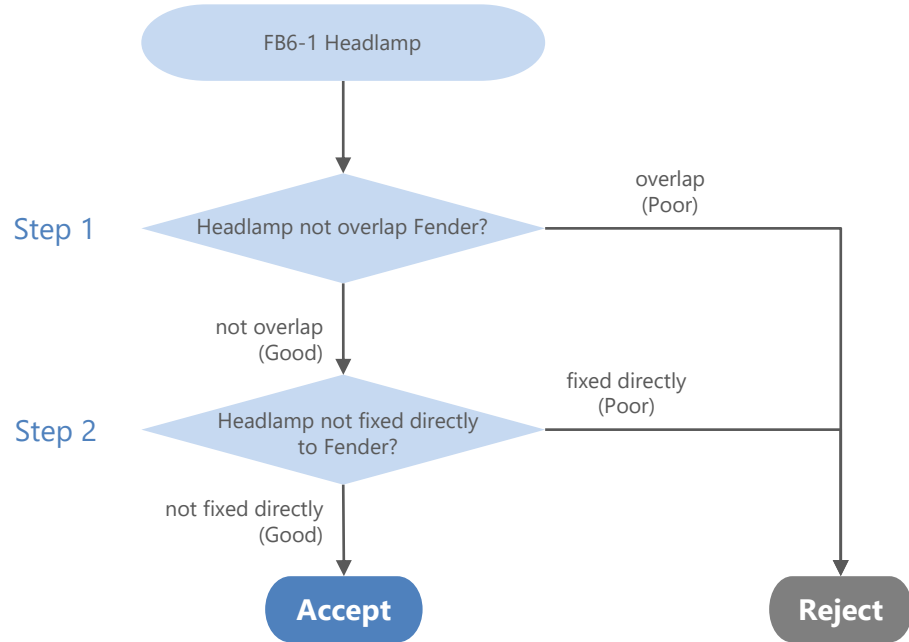 FB6-1 Headlamp
Step 1
Headlamp not overlap Fender?
overlap
(Poor)
not overlap
(Good)
Step 2
Headlamp not fixed directly
to Fender?
fixed directly
(Poor)
not fixed directly
(Good)
Accept
Reject